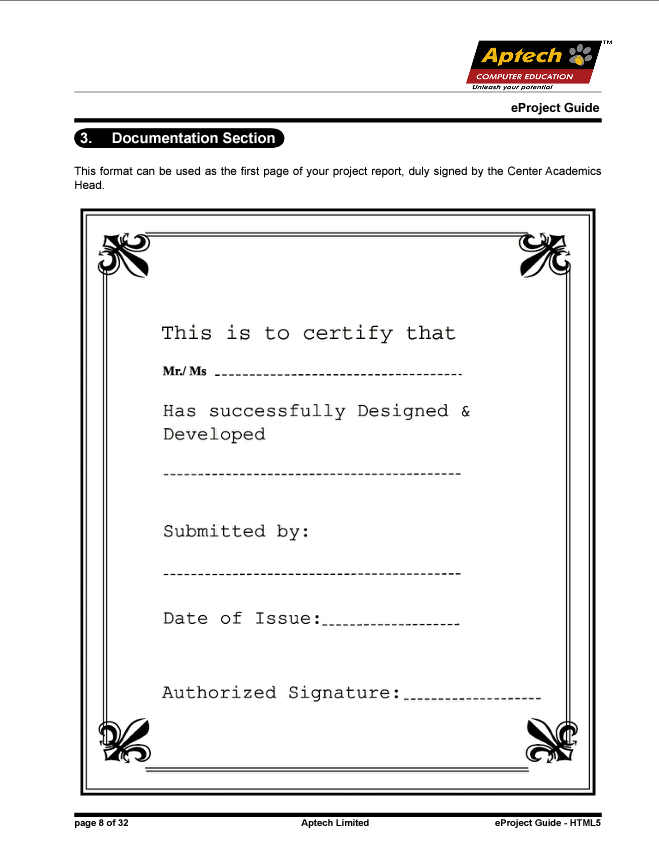 Aptech ™
COMPUTER EDUCATION
Unleash your potential
eProject Guide
3. Documentation Section
This format can be used as the first page of your project report, duly signed by the Center Academics
Head.
This is to certify that
Mr./ Ms
Has successfully Designed &
Developed
Submitted by:
Date of Issue:
Authorized Signature:
page 8 of 32 Aptech Limited eProject Guide - HTML5